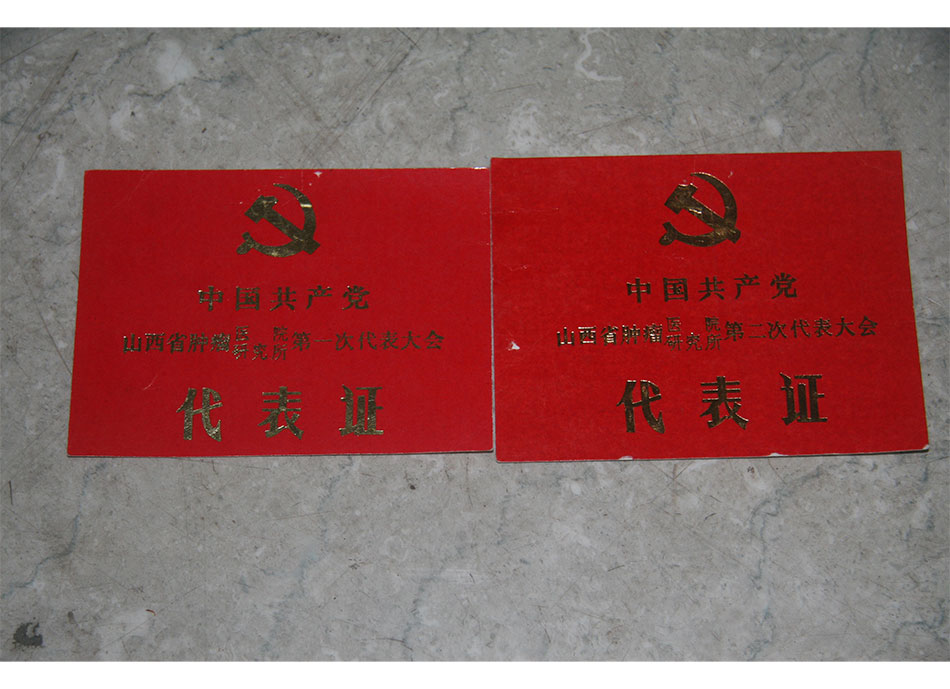 中国共产党
山西省肿瘤医院研究所第一次代表大会
代表证
中国共产党
山西省肿瘤医院研究所第二次代表大会
代表证